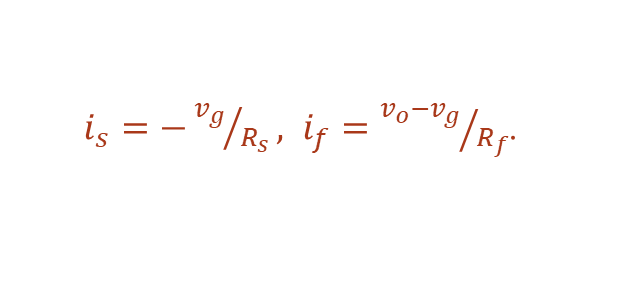 i_s = − v_g/R_s, i_f = v_o−v_g/R_f.